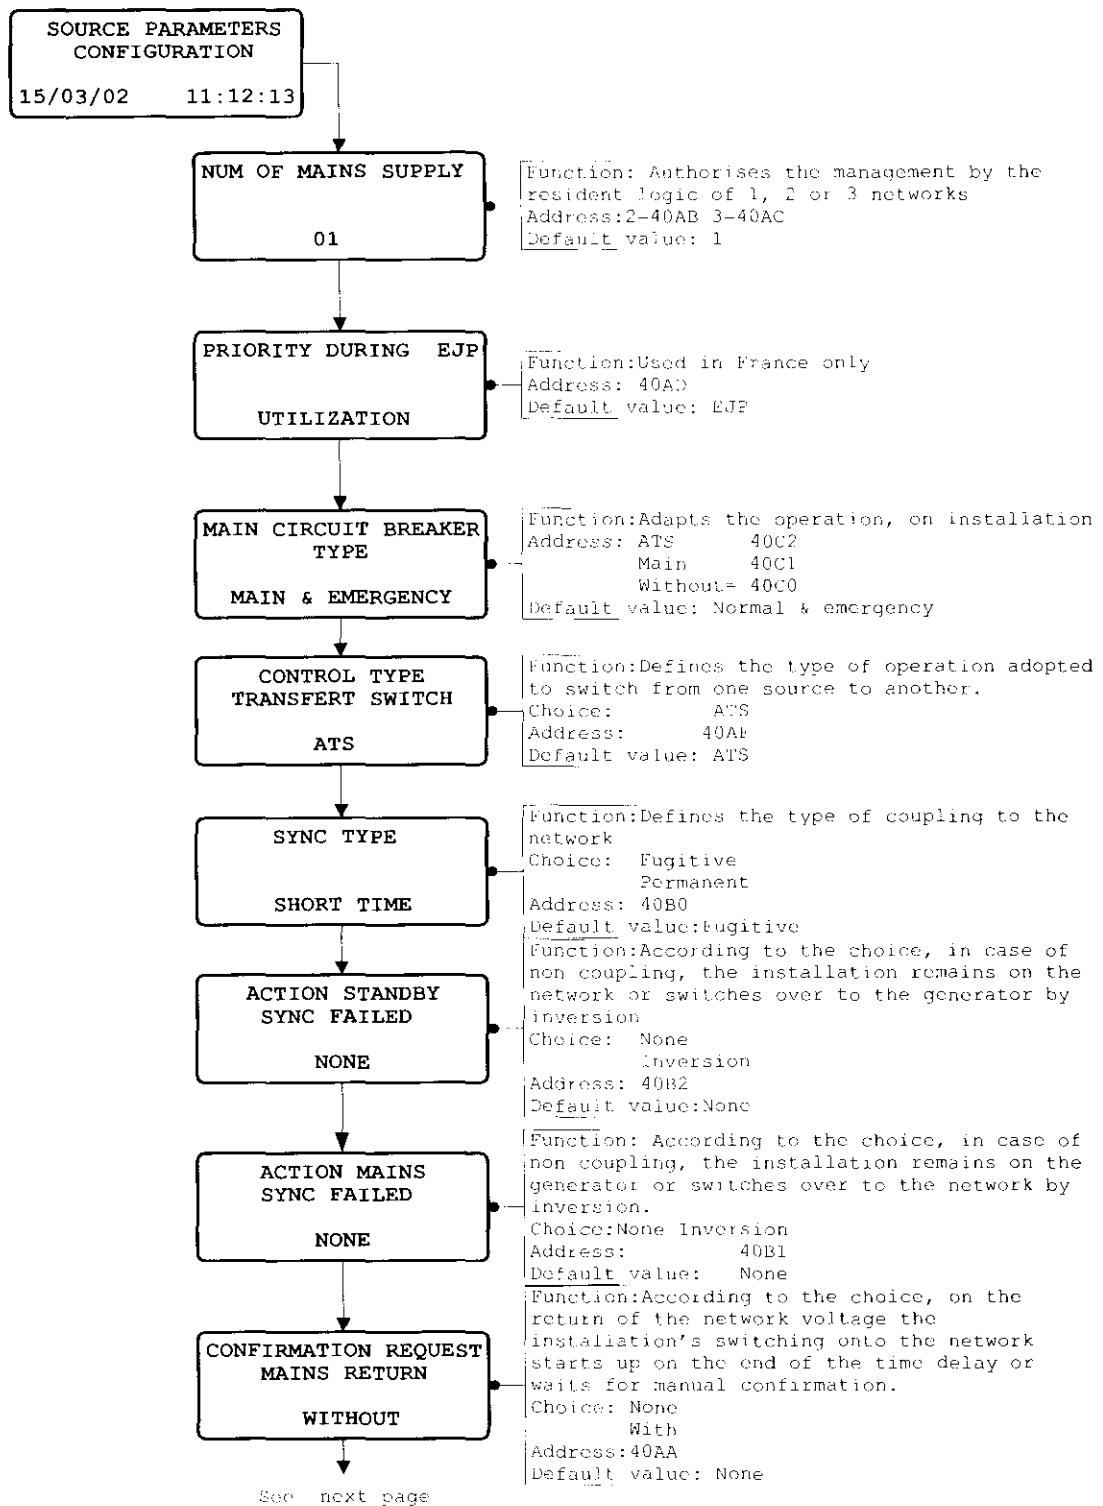 SOURCE PARAMETERS
CONFIGURATION
15/03/02 11:12:13
NUM OF MAINS SUPPLY
01
Function: Authorises the management by the
resident logic of 1, 2 or 3 networks
Address:2-40AB 3-40AC
Default value: 1
PRIORITY DURING EJP
UTILIZATION
Function:Used in France only
Address: 40AD
Default value: EJP
MAIN CIRCUIT BREAKER
TYPE
MAIN & EMERGENCY
Function:Adapts the operation, on installation
Address: ATS 40C2
Main 40C1
Without= 40C0
Default value: Normal & emergency
CONTROL TYPE
TRANSFERT SWITCH
ATS
Function:Defines the type of operation adopted
to switch from one source to another.
Choice: ATS
Address:
Default value: ATS
SYNC TYPE
SHORT TIME
Function:Defines the type of coupling to the
network
Choice: Fugitive
Permanent
Address: 40B0
Default value:Fugitive
ACTION STANDBY
SYNC FAILED
NONE
Function:According to the choice, in case of
non coupling, the installation remains on the
network or switches over to the generator by
inversion
Choice: None
Inversion
Address: 40B2
Default value:None
ACTION MAINS
SYNC FAILED
NONE
Function: According to the choice, in case of
non coupling, the installation remains on the
generator or switches over to the network by
inversion.
Choice:None Inversion
Address: 40B1
Default value: None
CONFIRMATION REQUEST
MAINS RETURN
WITHOUT
Function:According to the choice, on the
return of the network voltage the
installation's switching onto the network
starts up on the end of the time delay or
waits for manual confirmation.
Choice: None
With
Address:40AA
Default value: None
See next page